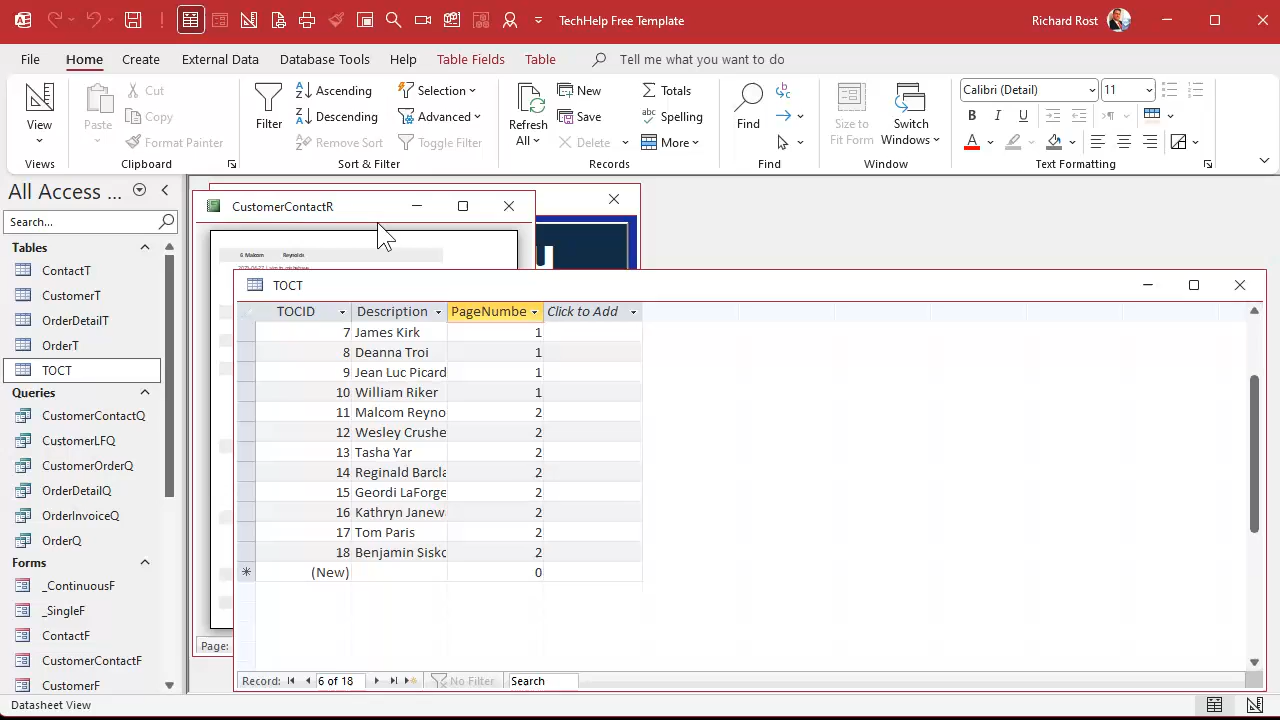 TechHelp Free Template
Richard Rost
File Home Create External Data Database Tools Help Table Fields Table Tell me what you want to do
View
Views
Paste
Cut
Copy
Format Painter
Clipboard
Filter
Ascending
Descending
Remove Sort
Selection
Advanced
Toggle Filter
Sort & Filter
Refresh All
New
Save
Delete
Totals
Spelling
More
Records
Find
Find
Size to Fit Form
Switch Windows
Window
Calibri (Detail) 11
B I U
A
Text Formatting
All Access ...
Search...
Tables
ContactT
CustomerT
OrderDetailT
OrderT
TOCT
Queries
CustomerContactQ
CustomerLFQ
CustomerOrderQ
OrderDetailQ
OrderInvoiceQ
OrderQ
Forms
_ContinuousF
_SingleF
ContactF
CustomerContactF
CustomerF
CustomerContactR
6 Malcom Reynolds
Page:
TOCT
TOCID Description PageNumbe Click to Add
7 James Kirk 1
8 Deanna Troi 1
9 Jean Luc Picard 1
10 William Riker 1
11 Malcom Reyno 2
12 Wesley Crushe 2
13 Tasha Yar 2
14 Reginald Barcla 2
15 Geordi LaForge 2
16 Kathryn Janew 2
17 Tom Paris 2
18 Benjamin Sisko 2
(New) 0
Record: 6 of 18 No Filter Search
Datasheet View